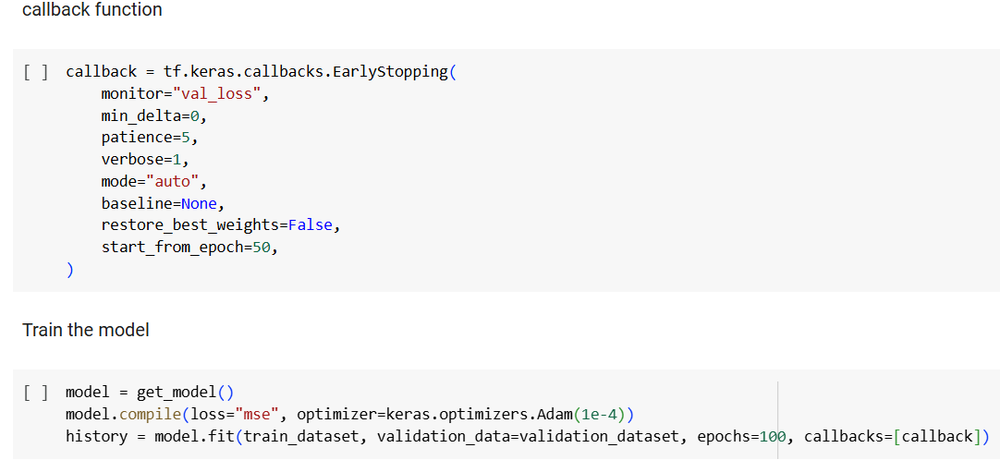 callback function
[ ] callback = tf.keras.callbacks.EarlyStopping(
    monitor="val_loss",
    min_delta=0,
    patience=5,
    verbose=1,
    mode="auto",
    baseline=None,
    restore_best_weights=False,
    start_from_epoch=50,
)
Train the model
[ ] model = get_model()
model.compile(loss="mse", optimizer=keras.optimizers.Adam(1e-4))
history = model.fit(train_dataset, validation_data=validation_dataset, epochs=100, callbacks=[callback])